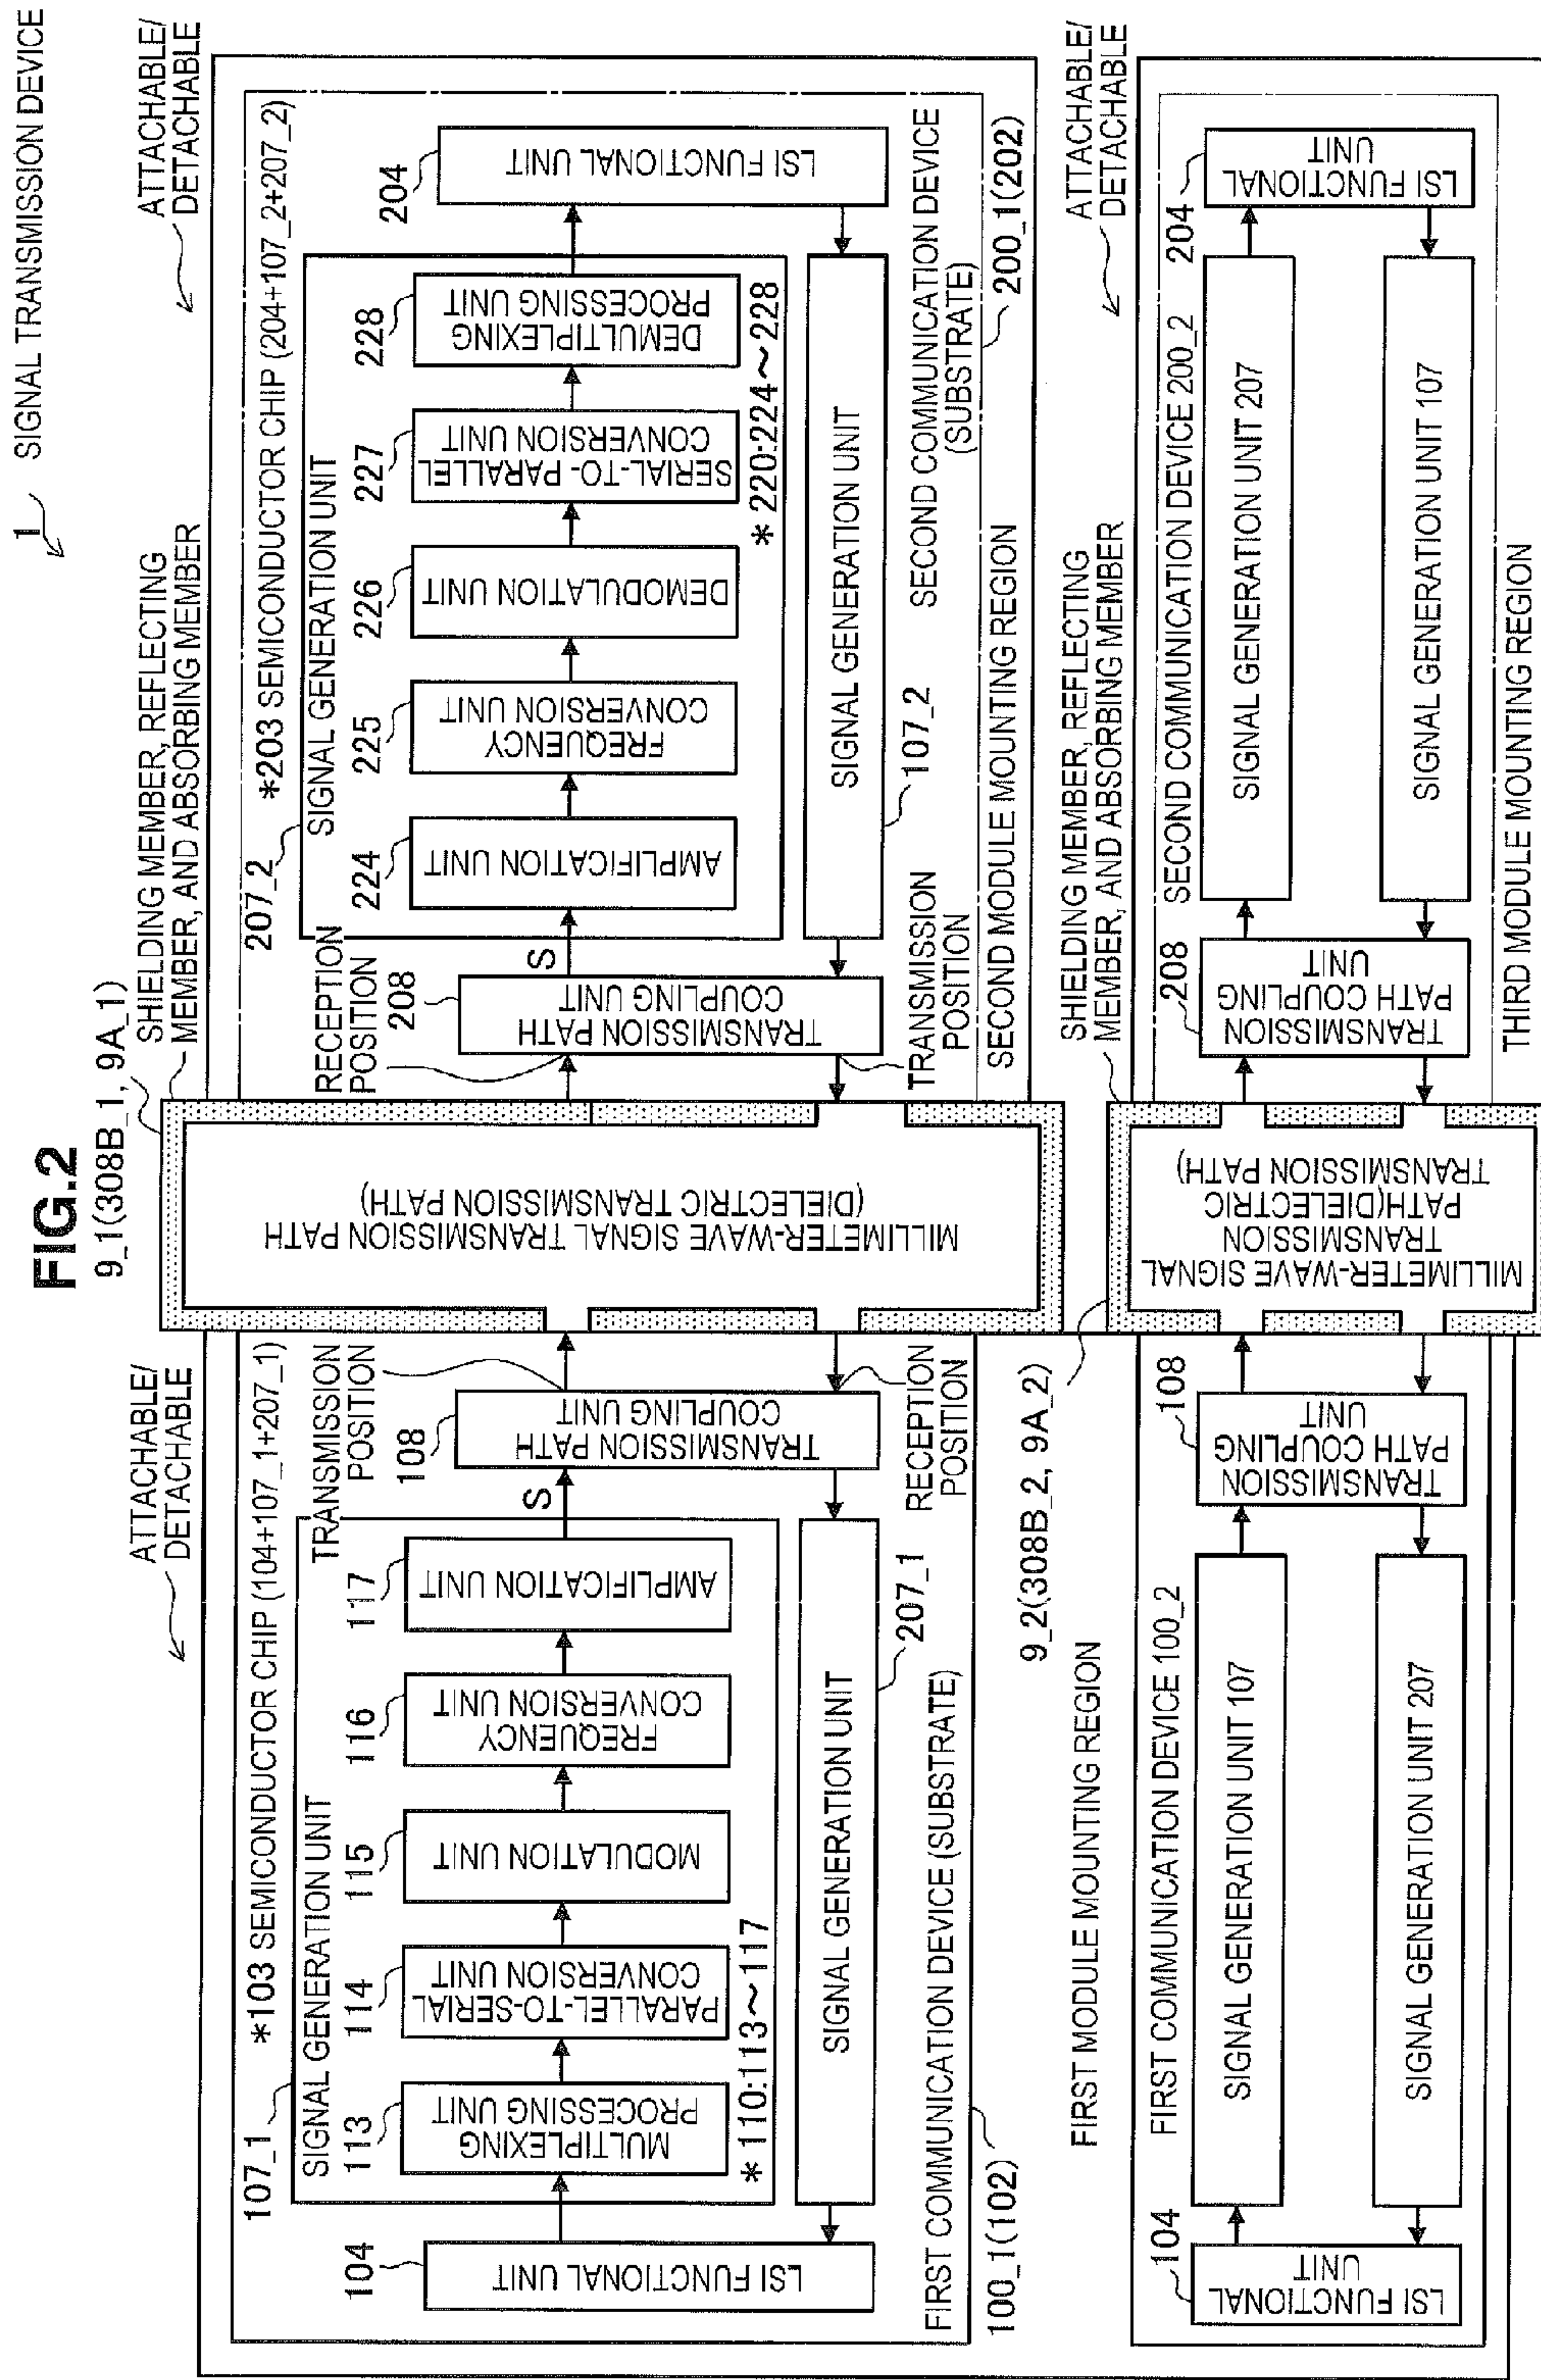 FIG.2
1 SIGNAL TRANSMISSION DEVICE
ATTACHABLE/
DETACHABLE
9_1(308B_1, 9A_1)
SHIELDING MEMBER, REFLECTING
MEMBER, AND ABSORBING MEMBER
ATTACHABLE/
DETACHABLE
107_1
*103 SEMICONDUCTOR CHIP (104+107_1+207_1)
SIGNAL GENERATION UNIT
TRANSMISSION
POSITION
104
LSI FUNCTIONAL UNIT
113
MULTIPLEXING
PROCESSING UNIT
114
PARALLEL-TO-SERIAL
CONVERSION UNIT
115
MODULATION UNIT
116
FREQUENCY
CONVERSION UNIT
117
AMPLIFICATION UNIT
S
108
TRANSMISSION PATH
COUPLING UNIT
*110:113~117
SIGNAL GENERATION UNIT
207_1
RECEPTION
POSITION
FIRST COMMUNICATION DEVICE (SUBSTRATE)
100_1(102)
MILLIMETER-WAVE SIGNAL TRANSMISSION PATH
(DIELECTRIC TRANSMISSION PATH)
207_2
*203 SEMICONDUCTOR CHIP (204+107_2+207_2)
RECEPTION
POSITION
SIGNAL GENERATION UNIT
208
TRANSMISSION PATH
COUPLING UNIT
S
224
AMPLIFICATION UNIT
225
FREQUENCY
CONVERSION UNIT
226
DEMODULATION UNIT
227
SERIAL-TO-PARALLEL
CONVERSION UNIT
228
DEMULTIPLEXING
PROCESSING UNIT
204
LSI FUNCTIONAL UNIT
*220:224~228
SIGNAL GENERATION UNIT
107_2
TRANSMISSION
POSITION
SECOND COMMUNICATION DEVICE
(SUBSTRATE)
200_1(202)
SECOND MODULE MOUNTING REGION
FIRST MODULE MOUNTING REGION
9_2(308B_2, 9A_2)
SHIELDING MEMBER, REFLECTING
MEMBER, AND ABSORBING MEMBER
ATTACHABLE/
DETACHABLE
FIRST COMMUNICATION DEVICE 100_2
104
LSI FUNCTIONAL
UNIT
SIGNAL GENERATION UNIT 107
SIGNAL GENERATION UNIT 207
108
TRANSMISSION
PATH COUPLING
UNIT
MILLIMETER-WAVE SIGNAL
TRANSMISSION
PATH(DIELECTRIC
TRANSMISSION PATH)
SECOND COMMUNICATION DEVICE 200_2
208
TRANSMISSION
PATH COUPLING
UNIT
SIGNAL GENERATION UNIT 207
SIGNAL GENERATION UNIT 107
204
LSI FUNCTIONAL
UNIT
THIRD MODULE MOUNTING REGION